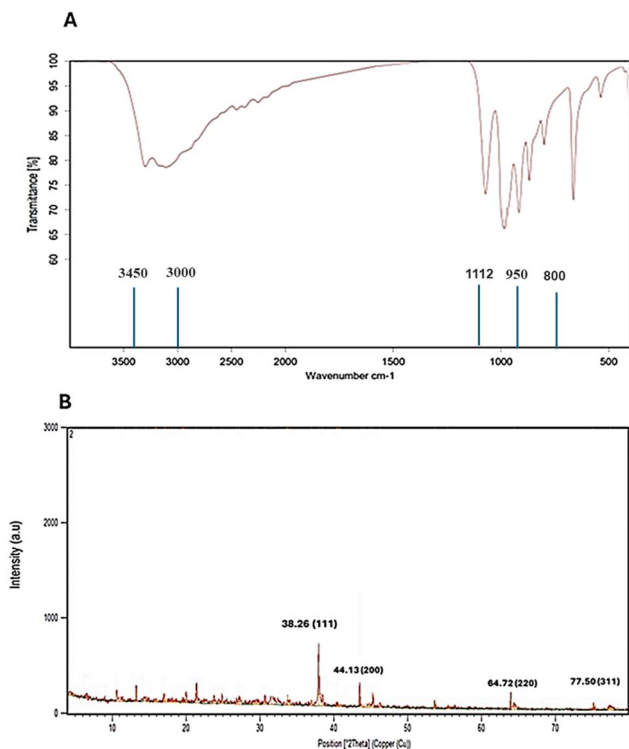 A
Transmittance [%]
100
95
90
85
80
75
70
65
60
3450 3000 1112 950 800
3500 3000 2500 2000 1500 1000 500
Wavenumber cm-1
B
Intensity (a.u)
3000
2
2000
1000
38.26 (111)
44.13 (200)
64.72 (220)
77.50 (311)
0
10 20 30 40 50 60 70
Position [°2Theta] (Copper (Cu))